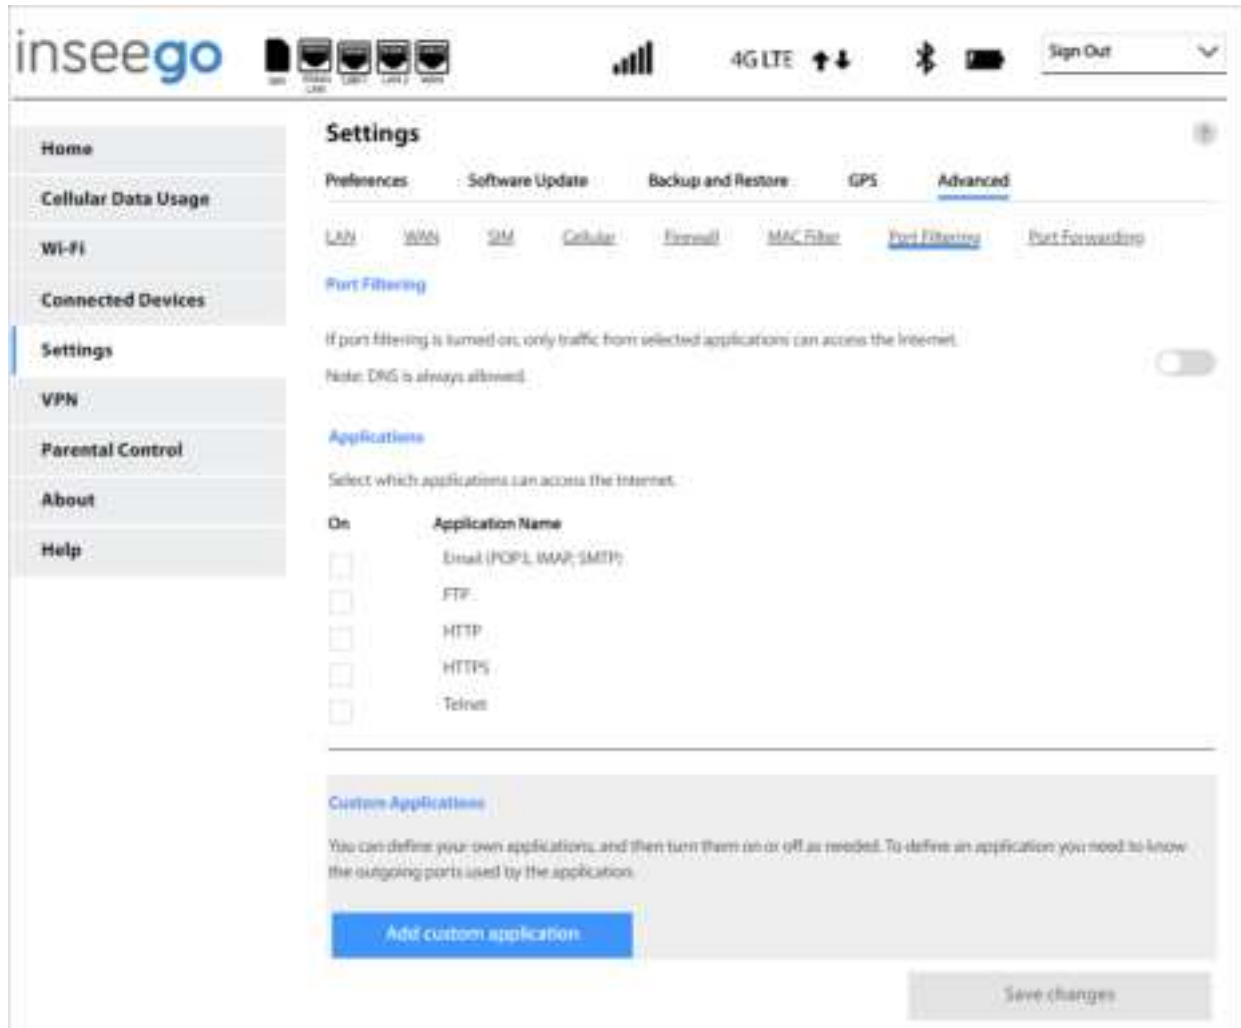 inseego
4G LTE
Sign Out
LAN 2
WAN
Home
Cellular Data Usage
Wi-Fi
Connected Devices
Settings
VPN
Parental Control
About
Help
Settings
Preferences Software Update Backup and Restore GPS Advanced
LAN WAN SIM Cellular Firewall MAC Filter Port Filtering Port Forwarding
Port Filtering
If port filtering is turned on, only traffic from selected applications can access the Internet.
Note: DNS is always allowed.
Applications
Select which applications can access the Internet.
On Application Name
Email (POP3, IMAP, SMTP)
FTP
HTTP
HTTPS
Telnet
Custom Applications
You can define your own applications, and then turn them on or off as needed. To define an application you need to know
the outgoing ports used by the application.
Add custom application
Save changes